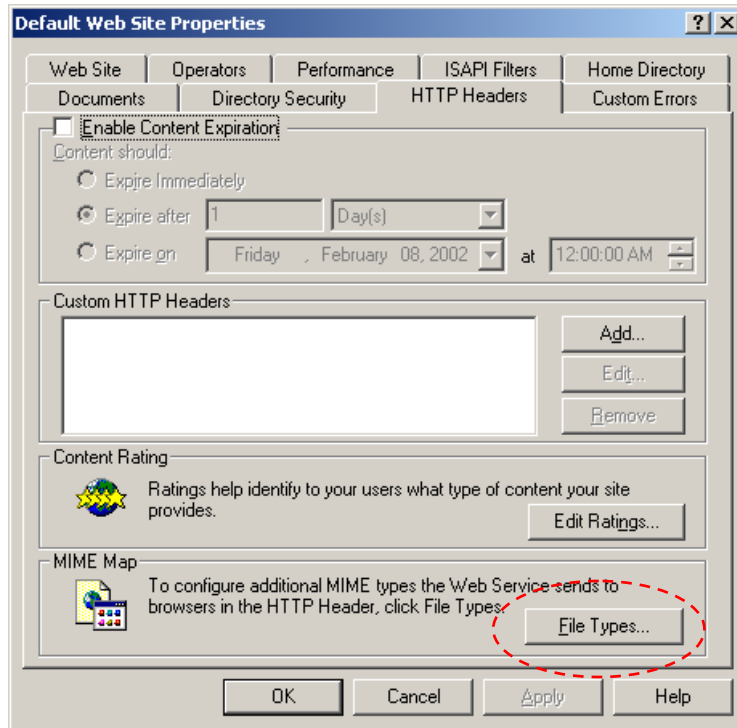 Default Web Site Properties
Web Site Operators Performance ISAPI Filters Home Directory
Documents Directory Security HTTP Headers Custom Errors
Enable Content Expiration
Content should:
Expire Immediately
Expire after 1 Day(s)
Expire on Friday , February 08, 2002 at 12:00:00 AM
Custom HTTP Headers
Add...
Edit...
Remove
Content Rating
Ratings help identify to your users what type of content your site
provides.
Edit Ratings...
MIME Map
To configure additional MIME types the Web Service sends to
browsers in the HTTP Header, click File Types.
File Types...
OK Cancel Apply Help